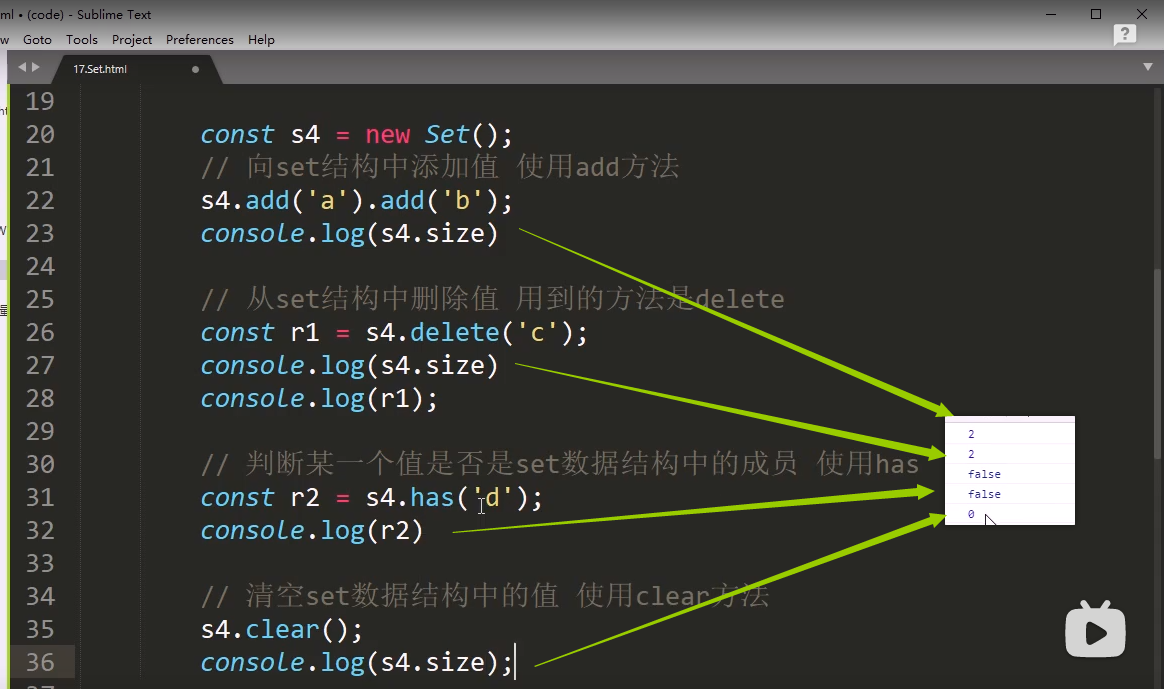 ml • (code) - Sublime Text
w Goto Tools Project Preferences Help
?
17.Set.html
19
20 const s4 = new Set();
21 // 向set结构中添加值 使用add方法
22 s4.add('a').add('b');
23 console.log(s4.size)
24
25 // 从set结构中删除值 用到的方法是delete
26 const r1 = s4.delete('c');
27 console.log(s4.size)
28 console.log(r1);
29
30 // 判断某一个值是否是set数据结构中的成员 使用has
31 const r2 = s4.has('d');
32 console.log(r2)
33
34 // 清空set数据结构中的值 使用clear方法
35 s4.clear();
36 console.log(s4.size);
2
2
false
false
0